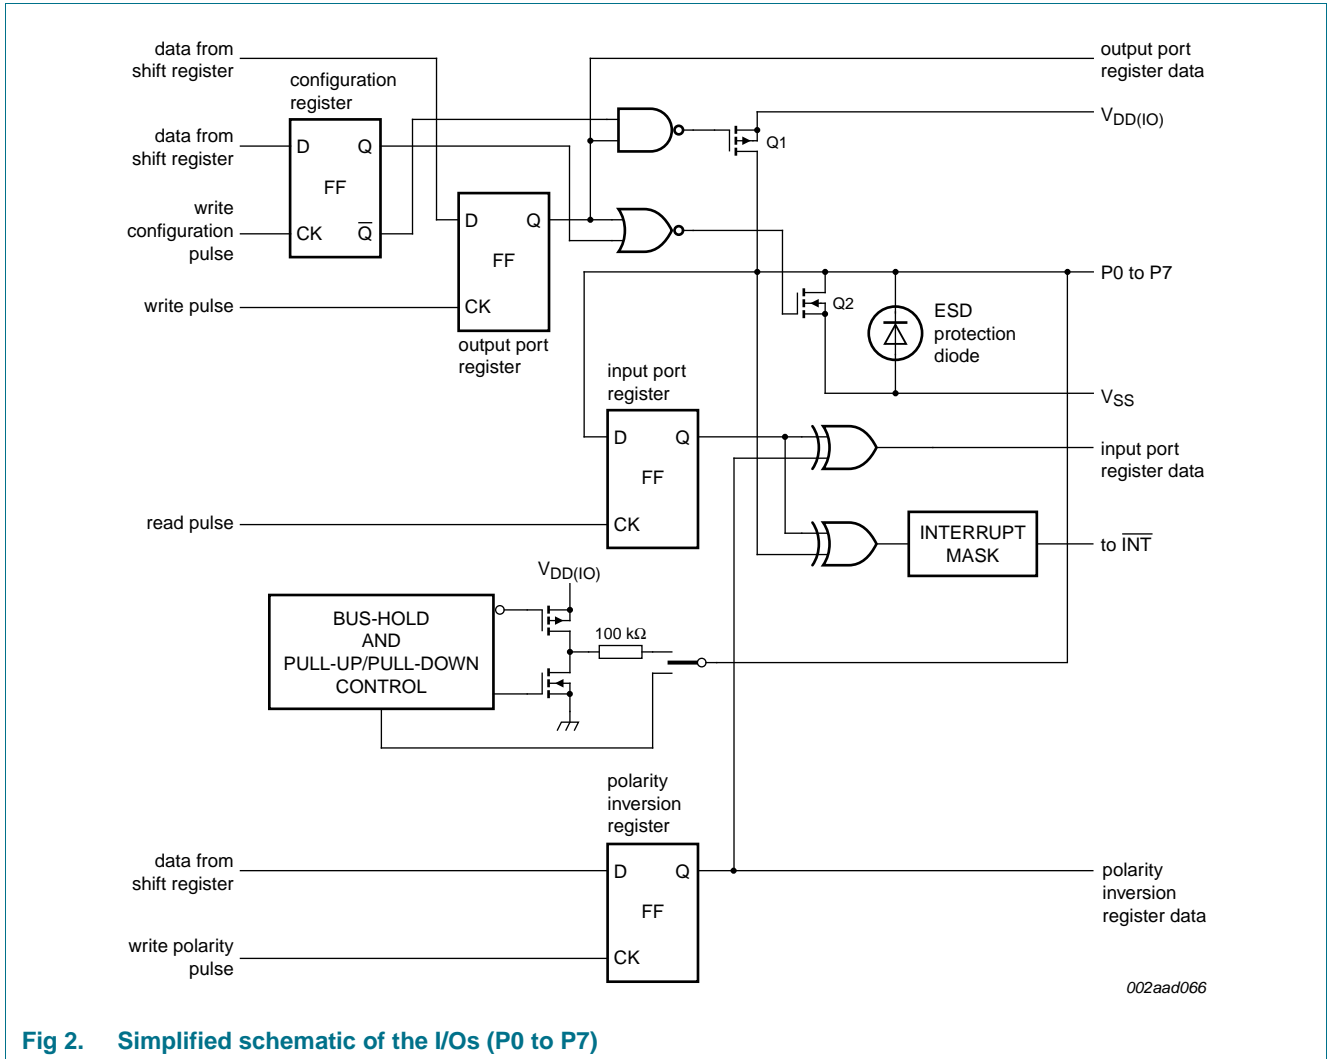 data from
shift register
output port
register data
configuration
register
VDD(IO)
Q1
data from
shift register
D
Q
FF
write
configuration
pulse
CK
Q̅
D
Q
FF
P0 to P7
write pulse
CK
Q2
ESD
protection
diode
output port
register
input port
register
VSS
D
Q
FF
input port
register data
read pulse
CK
INTERRUPT
MASK
to I̅N̅T̅
VDD(IO)
BUS-HOLD
AND
PULL-UP/PULL-DOWN
CONTROL
100 kΩ
polarity
inversion
register
data from
shift register
D
Q
FF
polarity
inversion
register data
write polarity
pulse
CK
002aad066
Fig 2. Simplified schematic of the I/Os (P0 to P7)